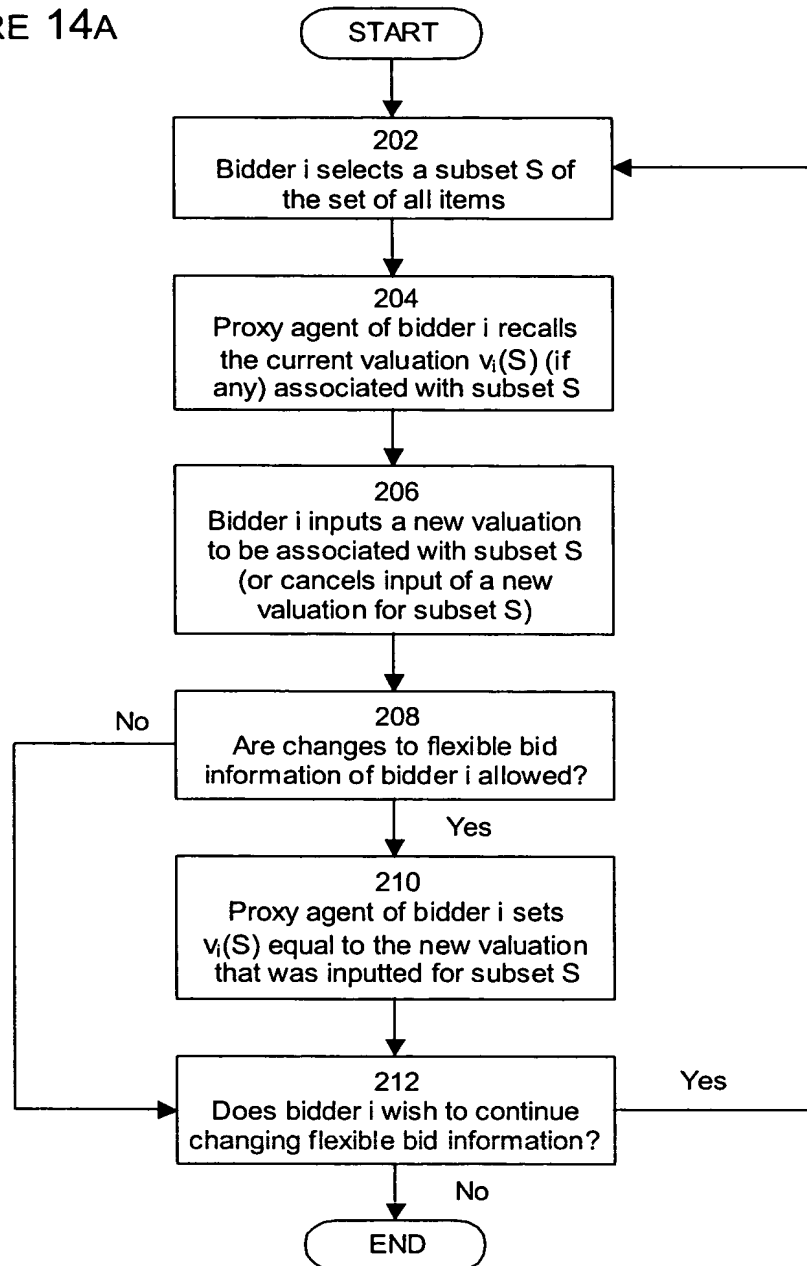 14A
START
202
Bidder i selects a subset S of
the set of all items
204
Proxy agent of bidder i recalls
the current valuation vᵢ(S) (if
any) associated with subset S
206
Bidder i inputs a new valuation
to be associated with subset S
(or cancels input of a new
valuation for subset S)
No
208
Are changes to flexible bid
information of bidder i allowed?
Yes
210
Proxy agent of bidder i sets
vᵢ(S) equal to the new valuation
that was inputted for subset S
212
Does bidder i wish to continue
changing flexible bid information?
Yes
No
END